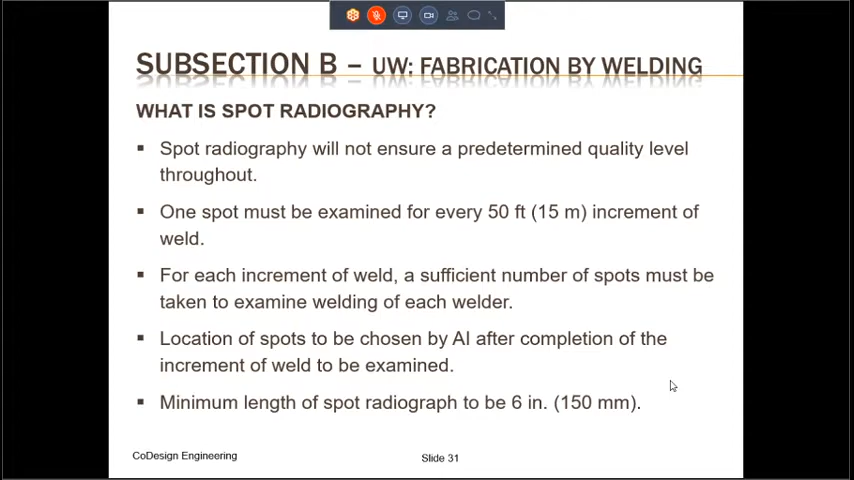 SUBSECTION B – UW: FABRICATION BY WELDING
WHAT IS SPOT RADIOGRAPHY?
▪ Spot radiography will not ensure a predetermined quality level
throughout.
▪ One spot must be examined for every 50 ft (15 m) increment of
weld.
▪ For each increment of weld, a sufficient number of spots must be
taken to examine welding of each welder.
▪ Location of spots to be chosen by AI after completion of the
increment of weld to be examined.
▪ Minimum length of spot radiograph to be 6 in. (150 mm).
CoDesign Engineering
Slide 31